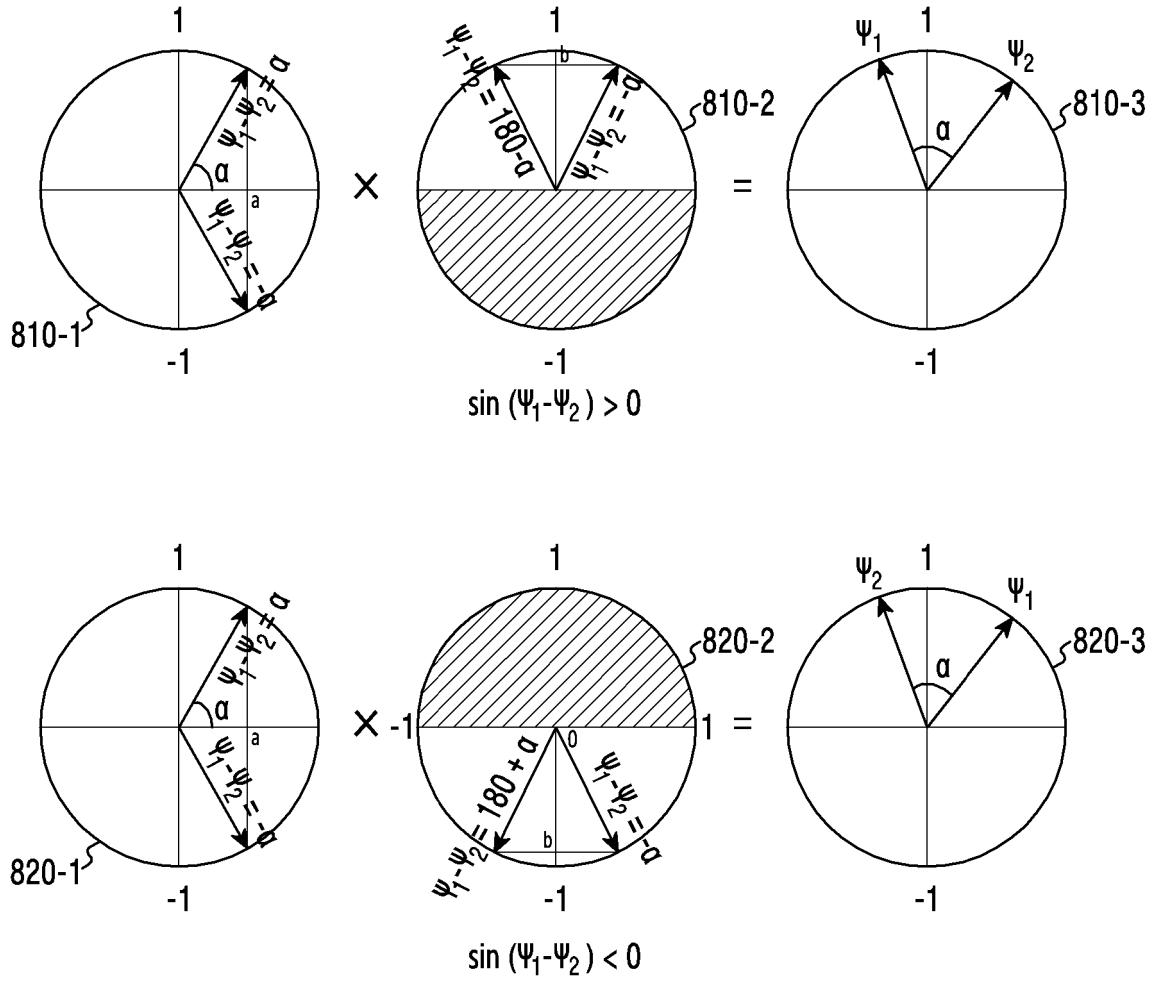 1
Ψ1-Ψ2 = α
α
a
Ψ1-Ψ2 = -α
810-1
-1
×
1
b
Ψ1-Ψ2 = 180-α
Ψ1-Ψ2 = -α
810-2
-1
sin (Ψ1-Ψ2 ) > 0
=
1
Ψ1
Ψ2
α
810-3
-1
1
Ψ1-Ψ2 = α
α
a
Ψ1-Ψ2 = -α
820-1
-1
×
1
820-2
-1
1
0
Ψ1-Ψ2 = 180 + α
Ψ1-Ψ2 = -α
b
-1
sin (Ψ1-Ψ2 ) < 0
=
1
Ψ2
Ψ1
α
820-3
-1